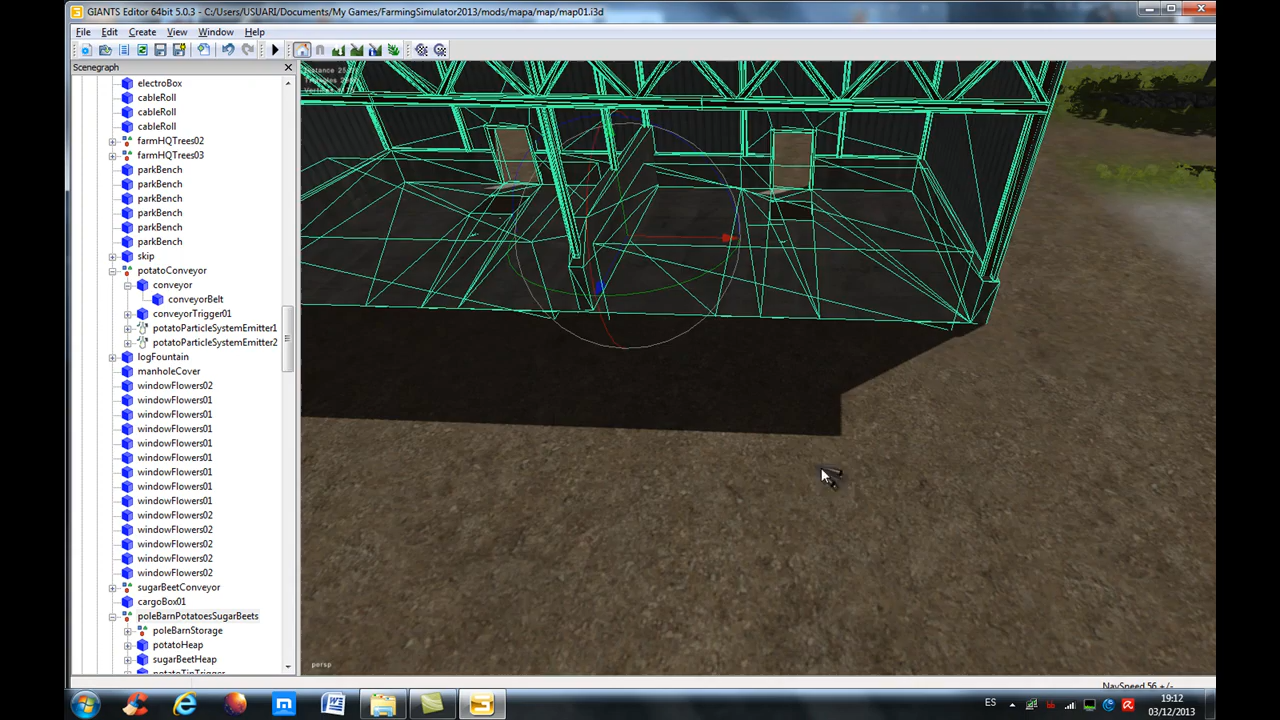 GIANTS Editor 64bit 5.0.3 - C:/Users/USUARI/Documents/My Games/FarmingSimulator2013/mods/mapa/map/map01.i3d
File Edit Create View Window Help
Scenegraph
electroBox
cableRoll
cableRoll
cableRoll
farmHQTrees02
farmHQTrees03
parkBench
parkBench
parkBench
parkBench
parkBench
parkBench
skip
potatoConveyor
conveyor
conveyorBelt
conveyorTrigger01
potatoParticleSystemEmitter1
potatoParticleSystemEmitter2
logFountain
manholeCover
windowFlowers02
windowFlowers01
windowFlowers01
windowFlowers01
windowFlowers01
windowFlowers01
windowFlowers01
windowFlowers01
windowFlowers01
windowFlowers02
windowFlowers02
windowFlowers02
windowFlowers02
windowFlowers02
sugarBeetConveyor
cargoBox01
poleBarnPotatoesSugarBeets
poleBarnStorage
potatoHeap
sugarBeetHeap
potatoTipTrigger
persp
NavSpeed 56 +/-
ES
19:12
03/12/2013